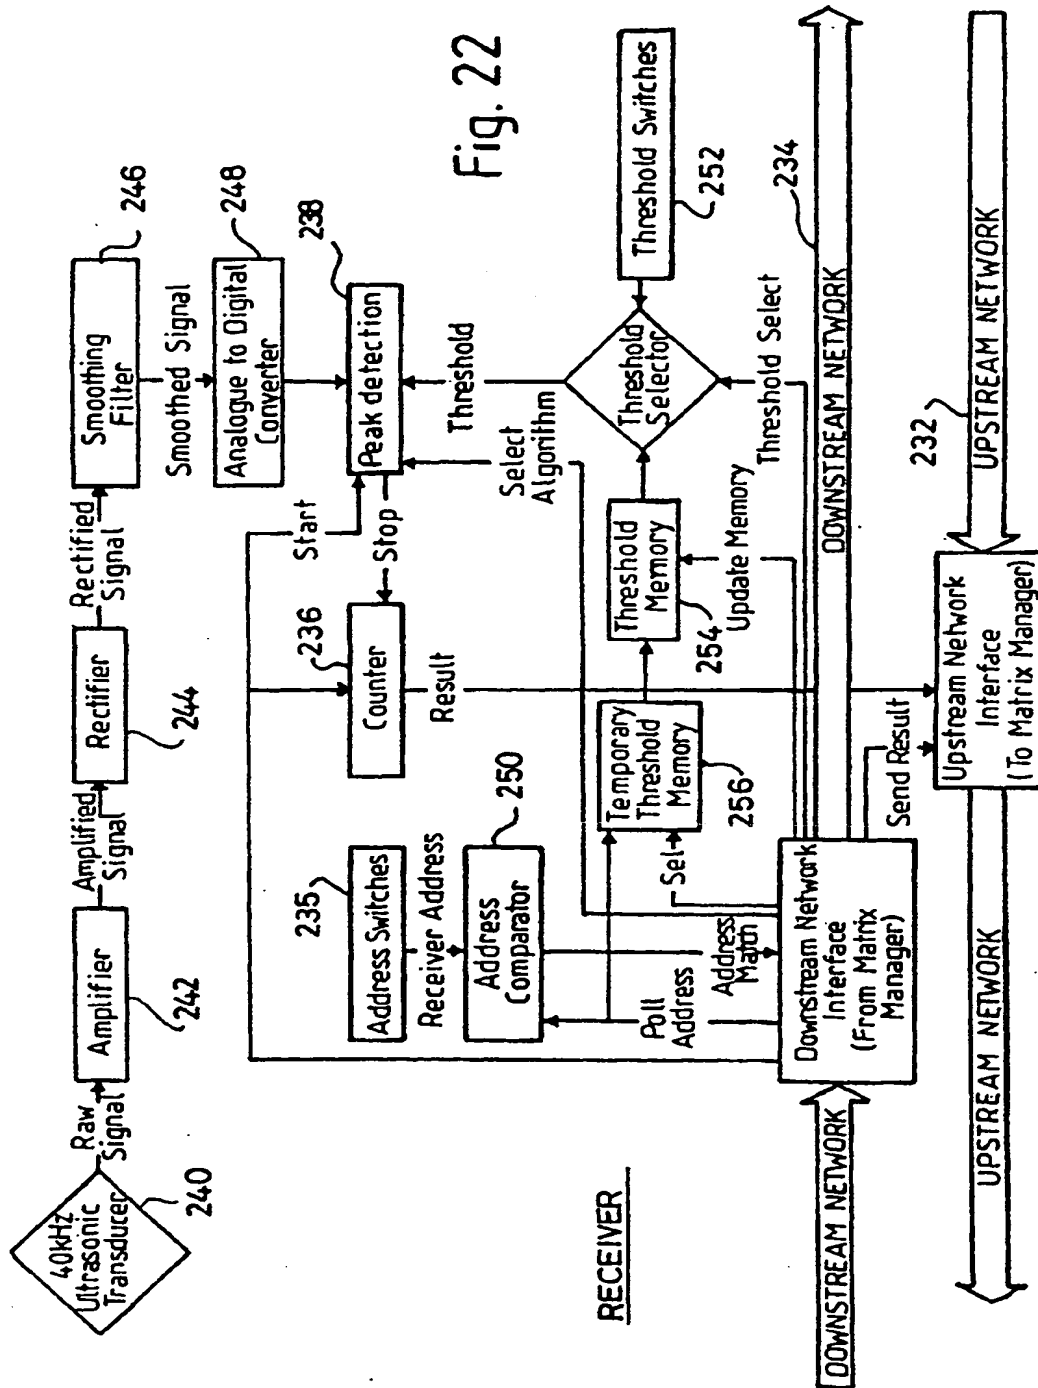 40kHz
Ultrasonic
Transducer
240
Raw
Signal
Amplifier
242
Amplified
Signal
Rectifier
244
Rectified
Signal
Smoothing
Filter
246
Smoothed Signal
Analogue to Digital
Converter
248
Start
Peak detection
238
Stop
Counter
236
Result
Address Switches
235
Receiver Address
Address
Comparator
250
Select
Algorithm
Threshold
Fig. 22
Threshold
Selector
Threshold Switches
252
Threshold
Memory
254
Update Memory
Threshold Select
Temporary
Threshold
Memory
256
Sel
Poll
Address
Address
Match
RECEIVER
DOWNSTREAM NETWORK
Downstream Network
Interface
(From Matrix
Manager)
DOWNSTREAM NETWORK
234
Send Result
UPSTREAM NETWORK
Upstream Network
Interface
(To Matrix Manager)
UPSTREAM NETWORK
232